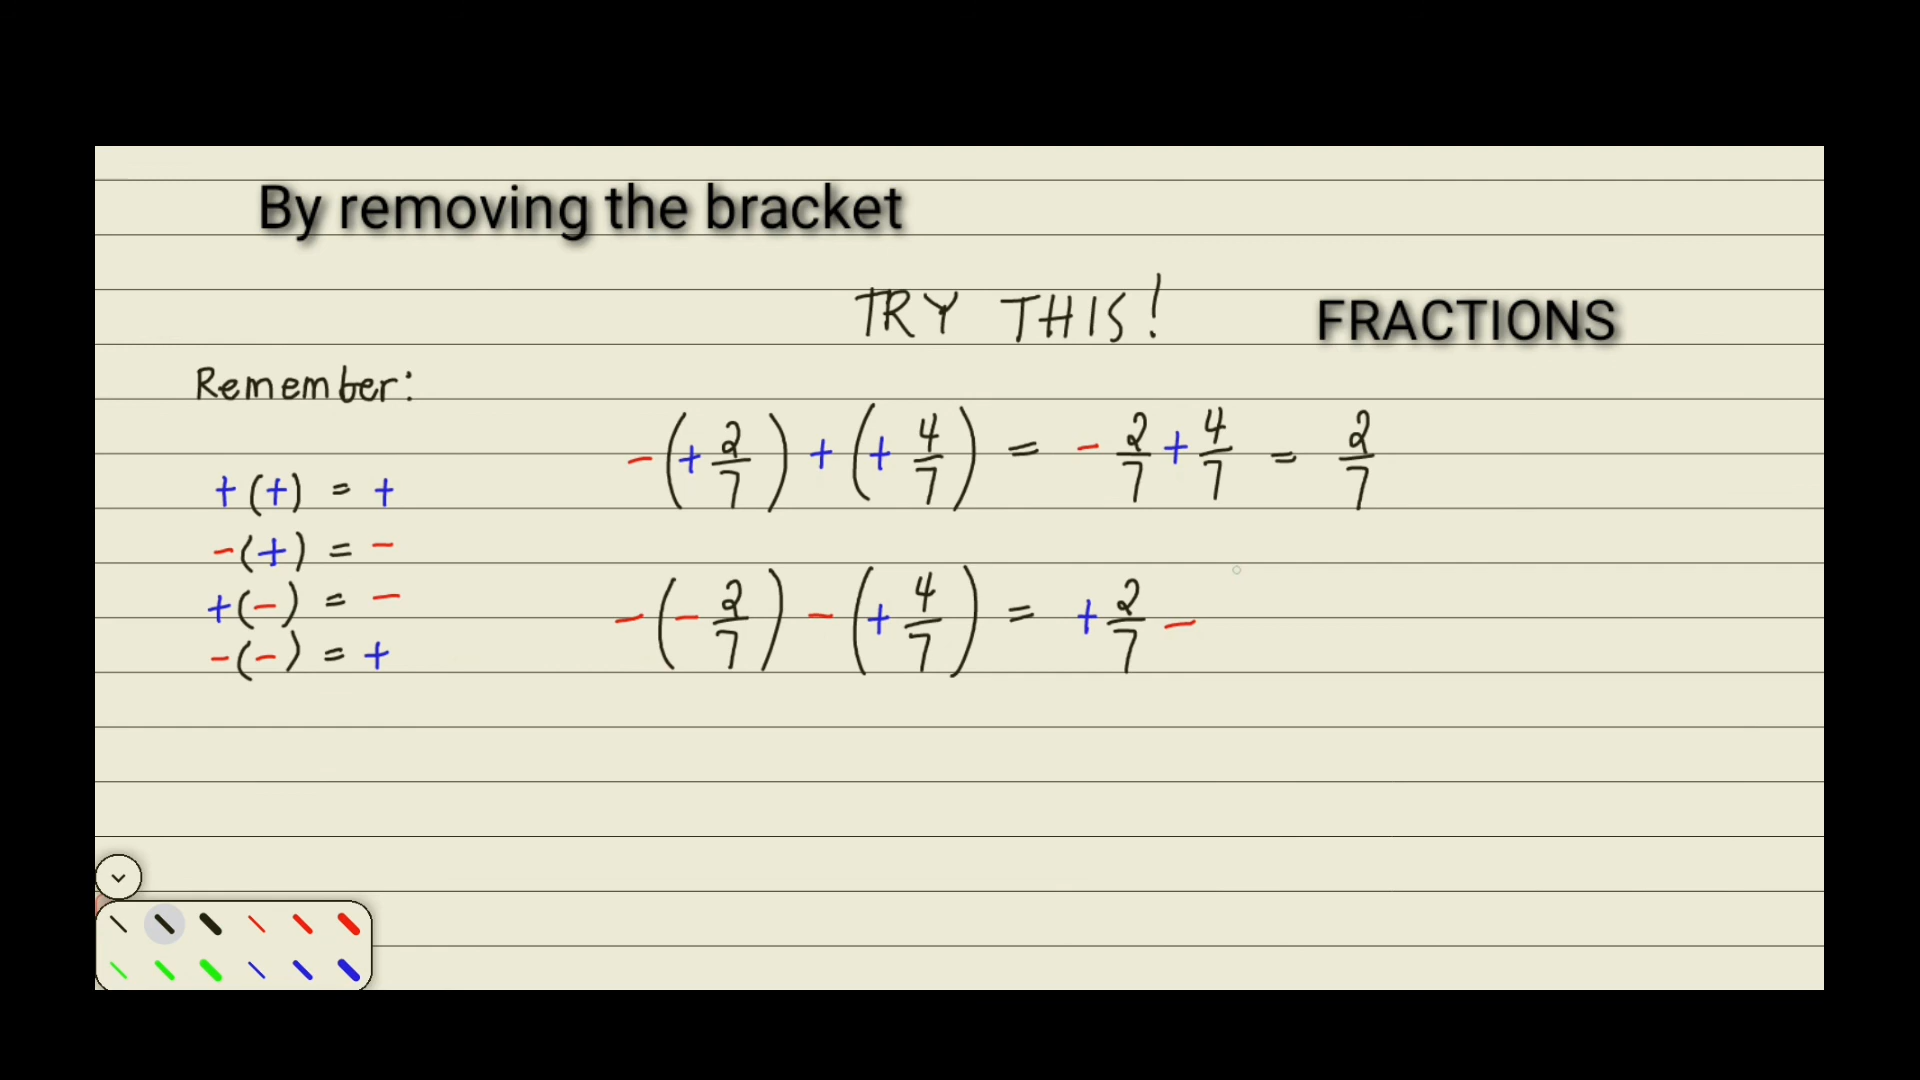 By removing the bracket
TRY THIS!
FRACTIONS
Remember:
+(+) = +
-(+) = -
+(-) = -
-(-) = +
-(+ 2/7) + (+ 4/7) = - 2/7 + 4/7 = 2/7
-(- 2/7) - (+ 4/7) = + 2/7 -